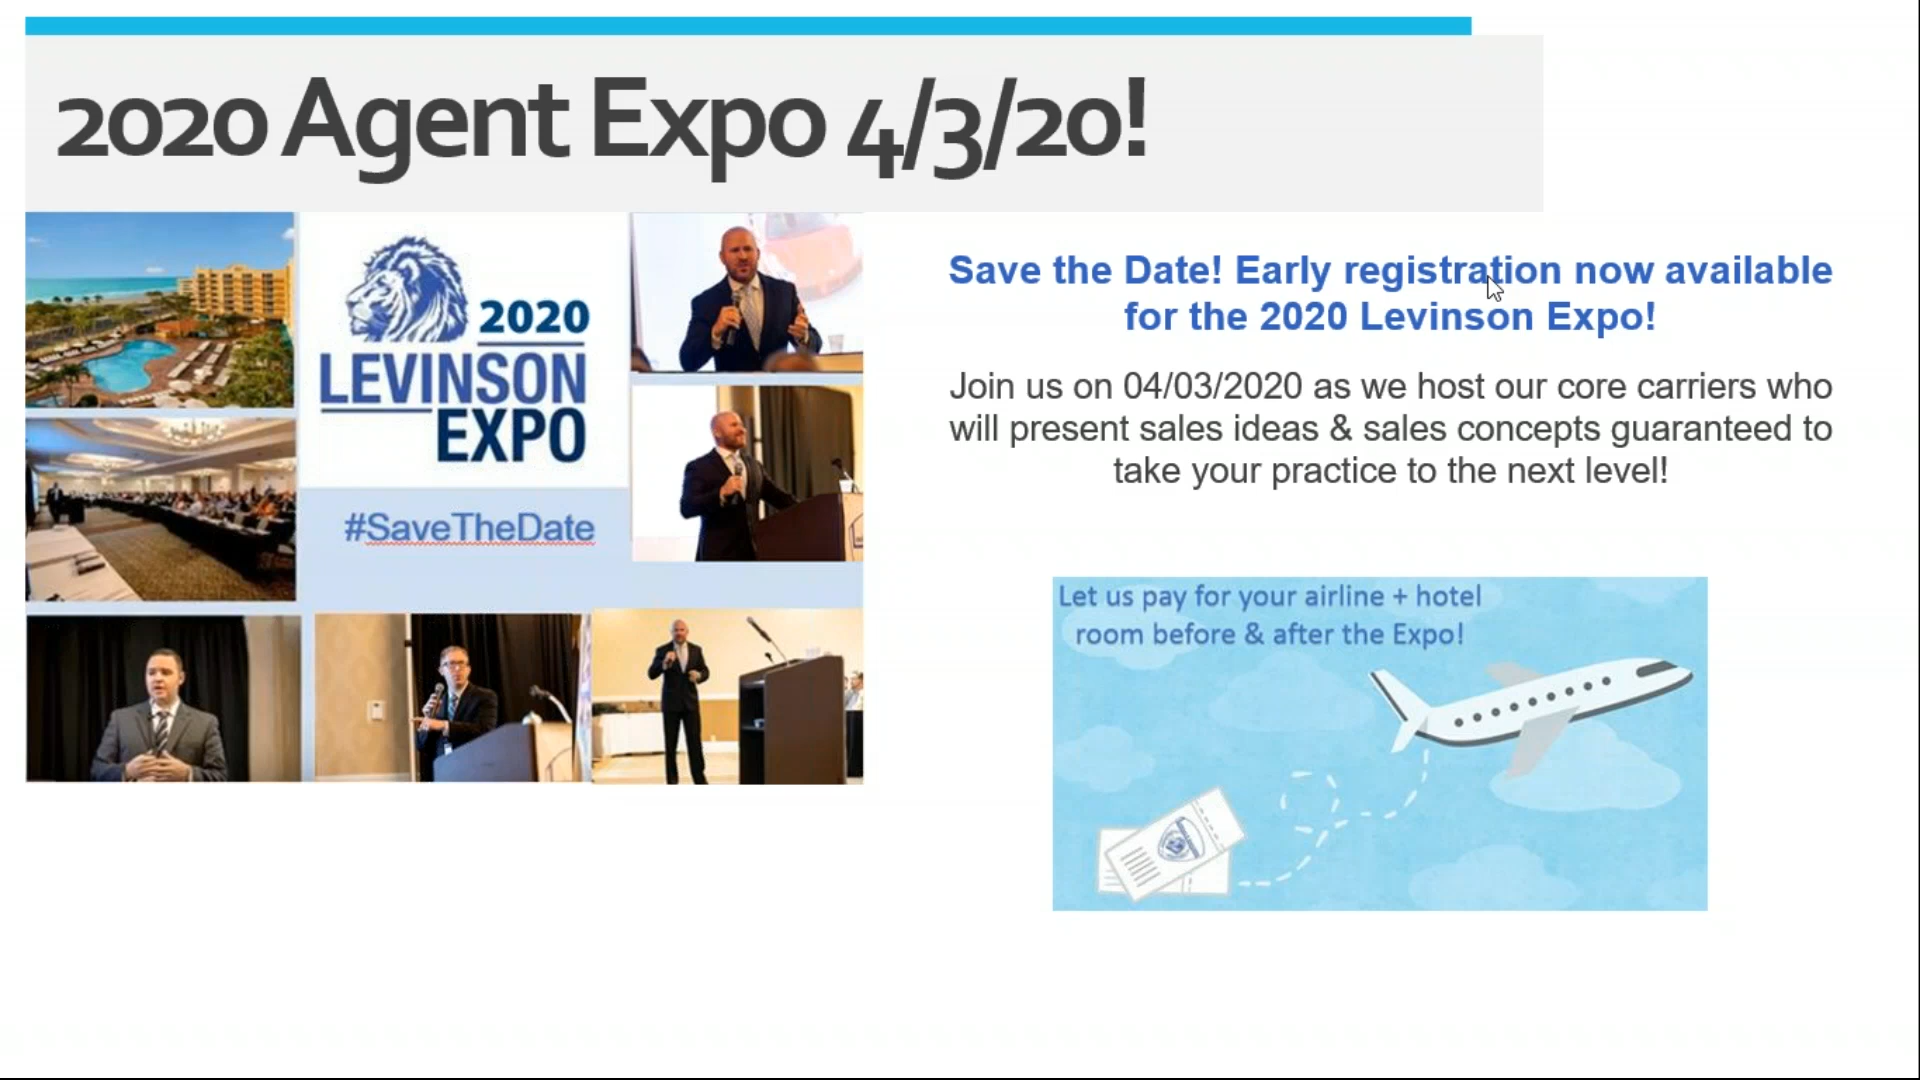 2020 Agent Expo 4/3/20!
2020
LEVINSON
EXPO
#SaveTheDate
Save the Date! Early registration now available
for the 2020 Levinson Expo!
Join us on 04/03/2020 as we host our core carriers who
will present sales ideas & sales concepts guaranteed to
take your practice to the next level!
Let us pay for your airline + hotel
room before & after the Expo!